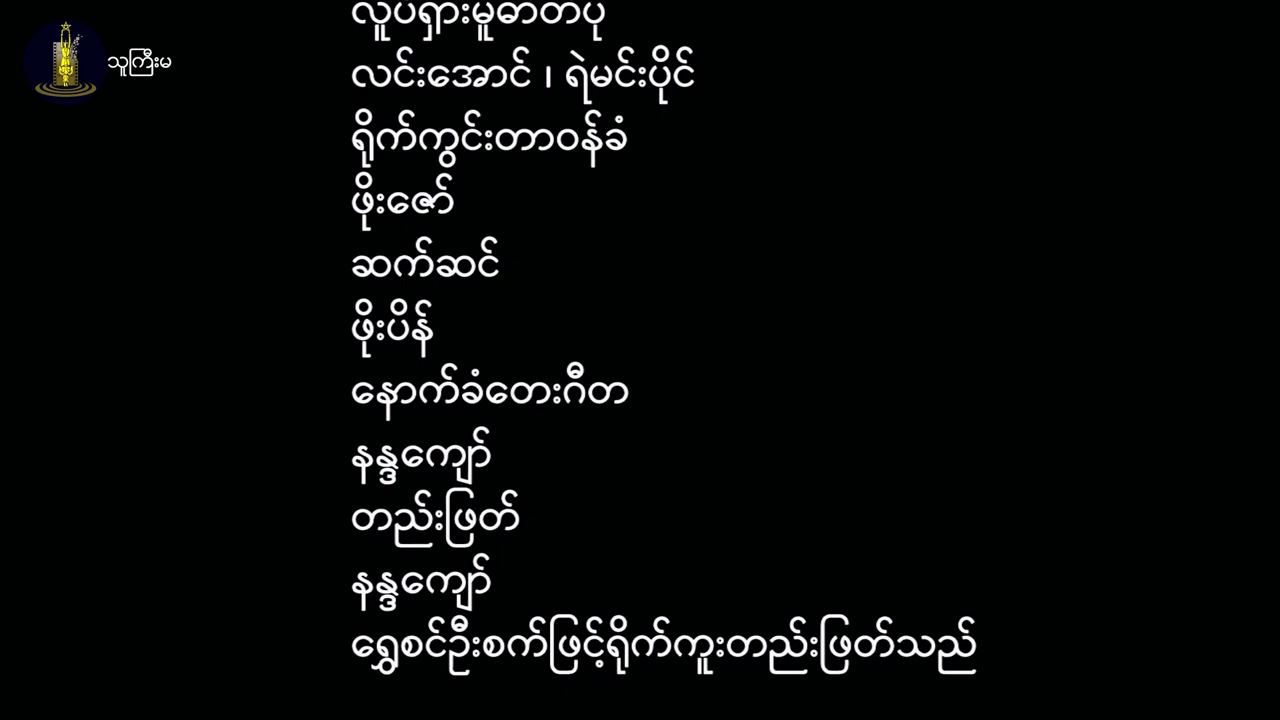 လှုပ်ရှားမှုဓာတ်ပုံ
သူကြီးမ
လင်းအောင် ၊ ရဲမင်းပိုင်
ရိုက်ကွင်းတာဝန်ခံ
ဖိုးဇော်
ဆက်ဆင်
ဖိုးပိန်
နောက်ခံတေးဂီတ
နန္ဒကျော်
တည်းဖြတ်
နန္ဒကျော်
ရွှေစင်ဦးစက်ဖြင့်ရိုက်ကူးတည်းဖြတ်သည်